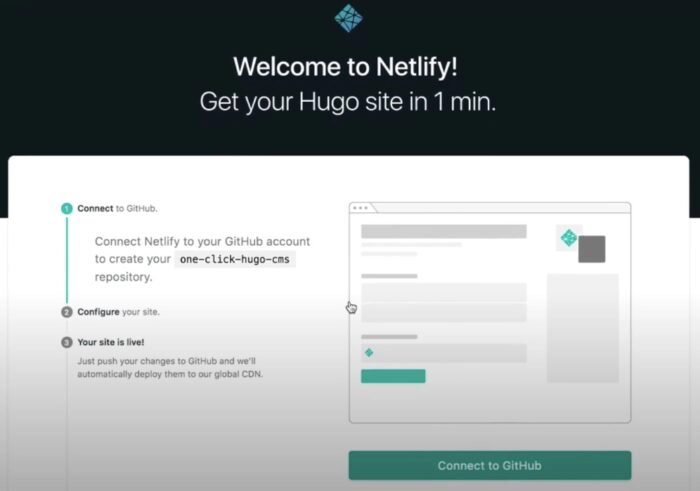 Welcome to Netlify!
Get your Hugo site in 1 min.
1 Connect to GitHub.
Connect Netlify to your GitHub account
to create your one-click-hugo-cms
repository.
2 Configure your site.
3 Your site is live!
Just push your changes to GitHub and we'll
automatically deploy them to our global CDN.
Connect to GitHub